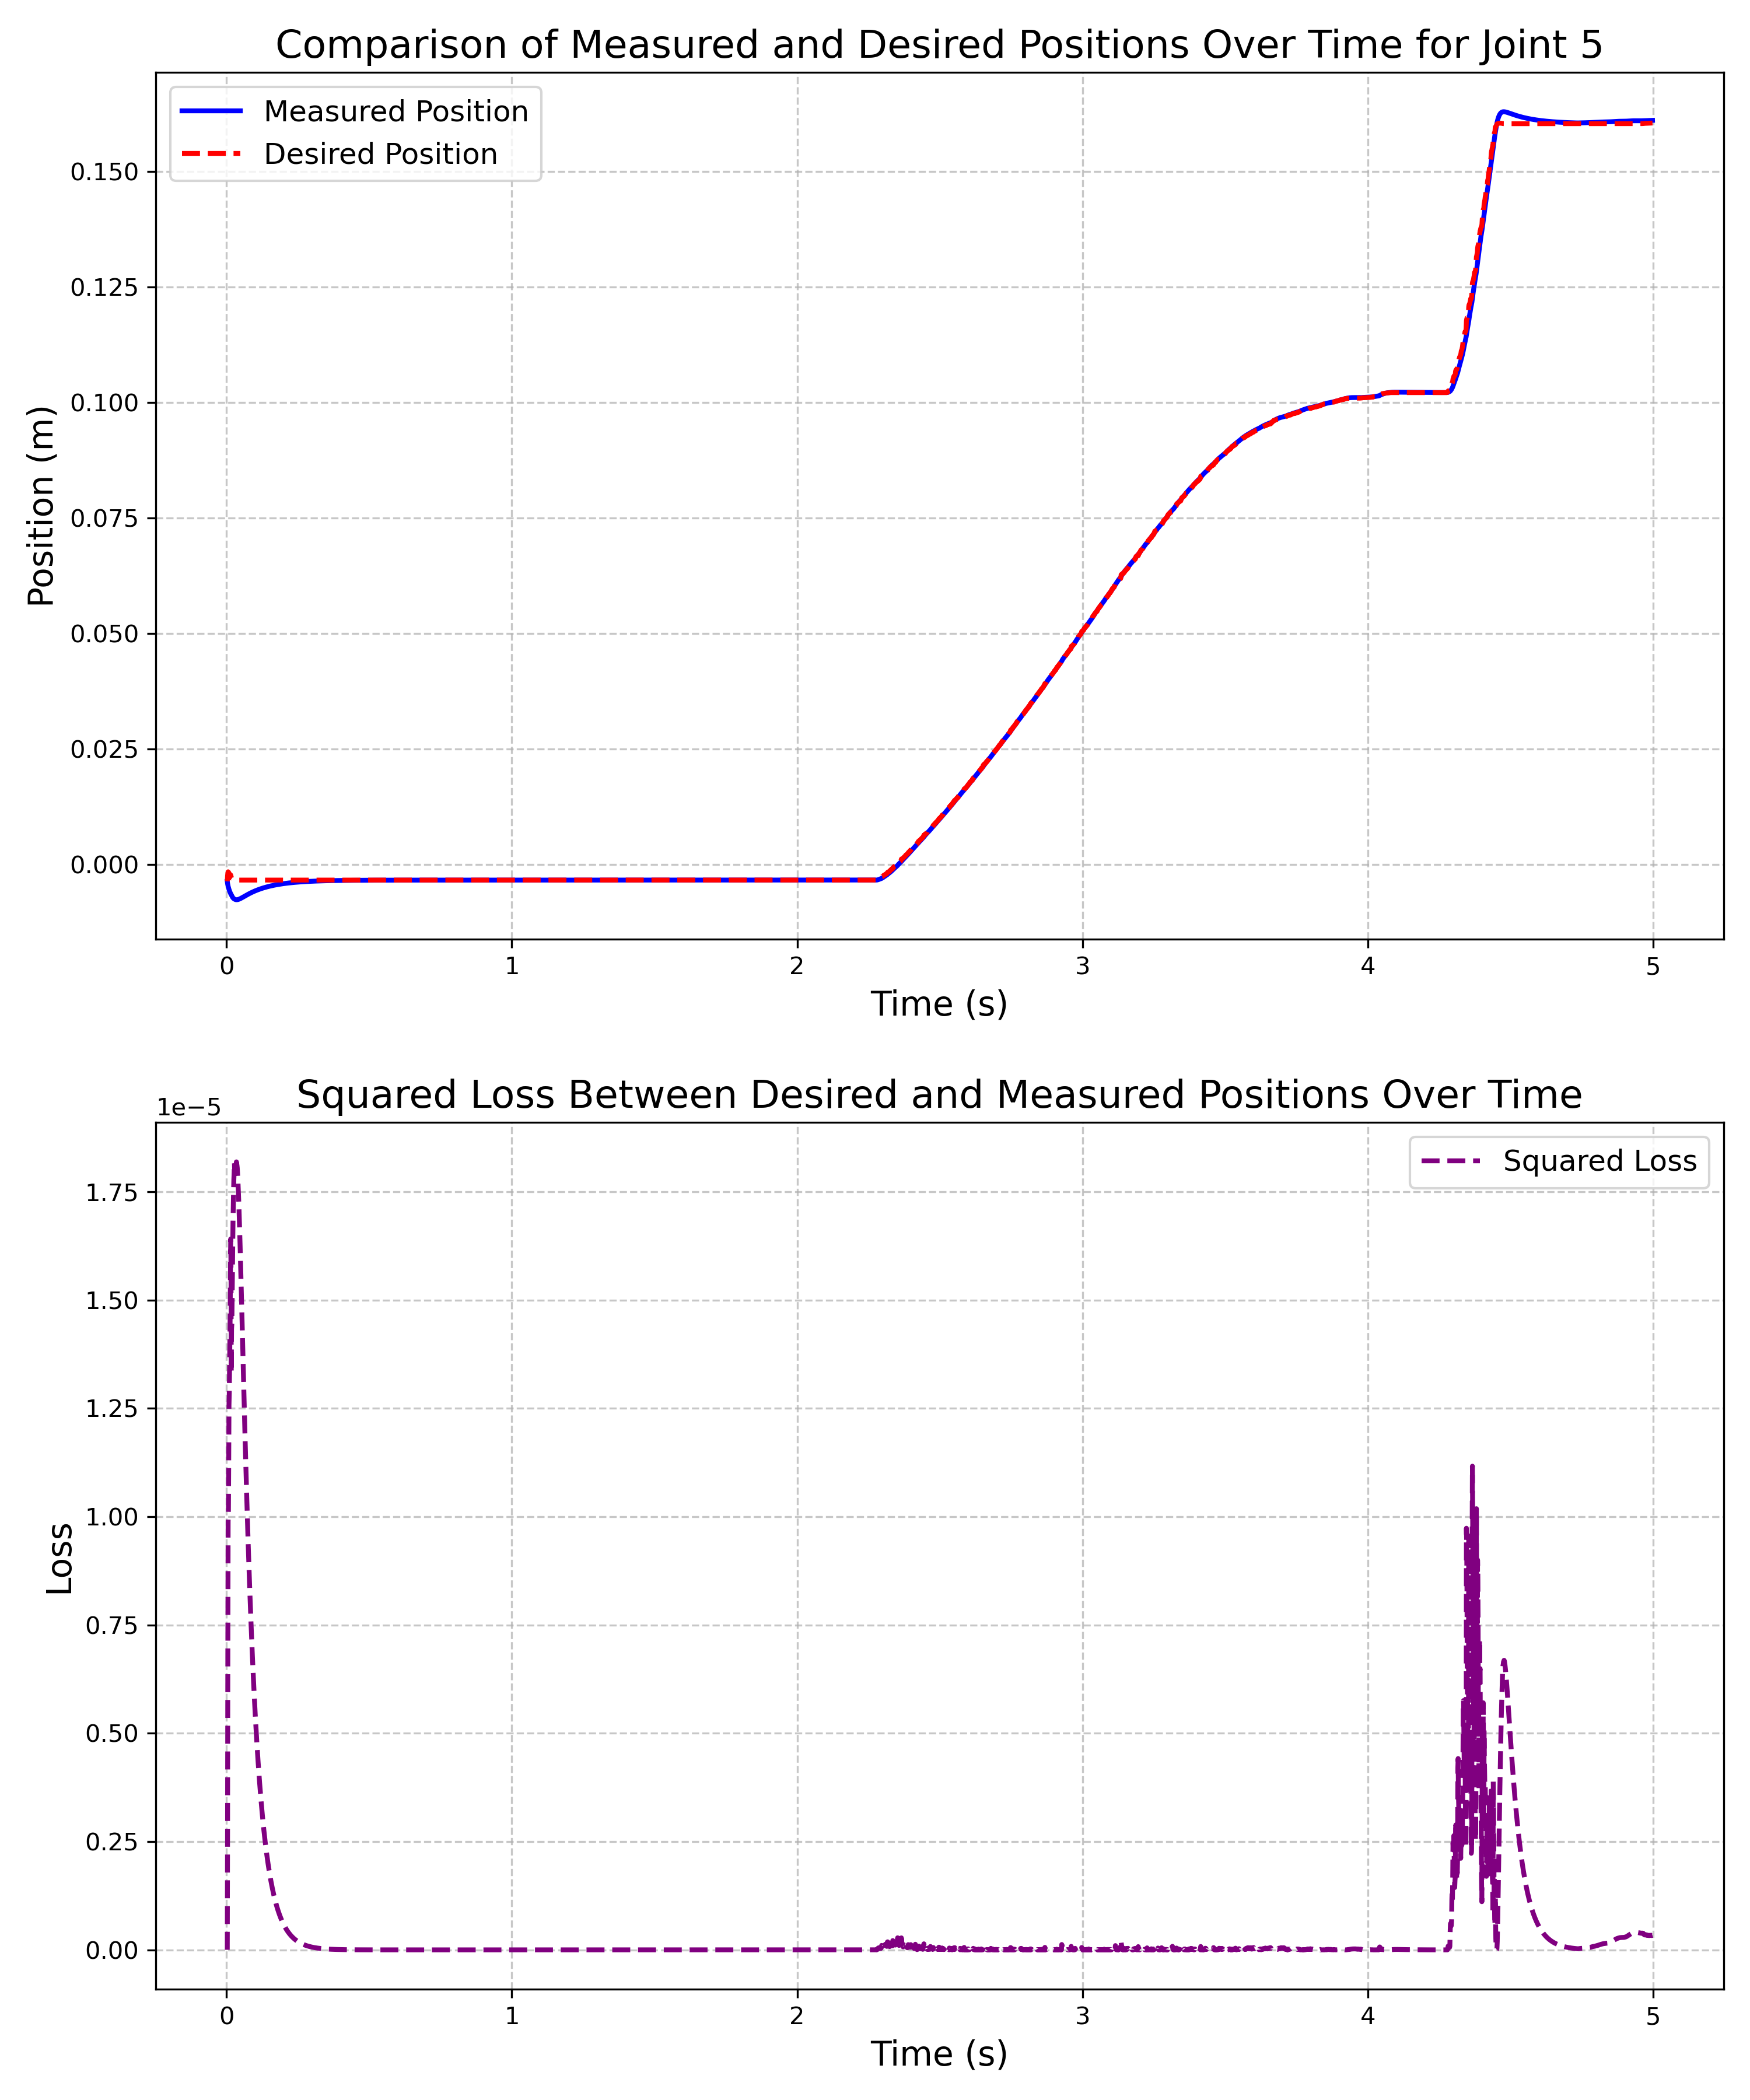 Comparison of Measured and Desired Positions Over Time for Joint 5
Measured Position
Desired Position
0.150
0.125
0.100
0.075
0.050
0.025
0.000
Position (m)
0
1
2
3
4
5
Time (s)
Squared Loss Between Desired and Measured Positions Over Time
1e−5
Squared Loss
1.75
1.50
1.25
1.00
0.75
0.50
0.25
0.00
Loss
0
1
2
3
4
5
Time (s)